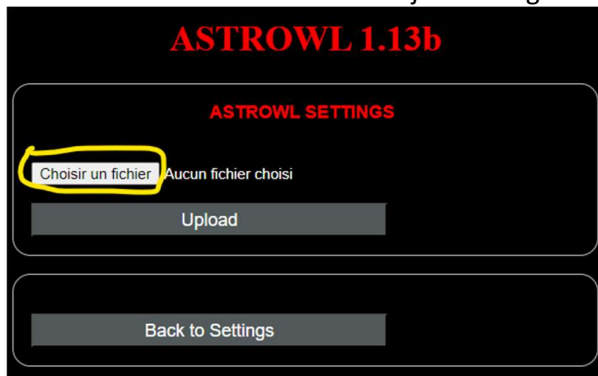 ASTROWL 1.13b
ASTROWL SETTINGS
Choisir un fichier Aucun fichier choisi
Upload
Back to Settings